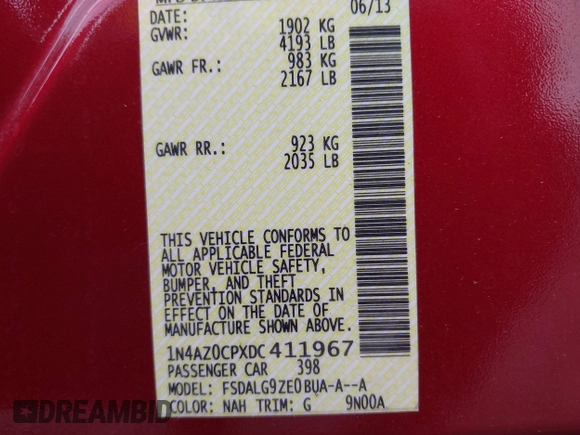 DATE: 06/13
GVWR: 1902 KG
4193 LB
GAWR FR.: 983 KG
2167 LB
GAWR RR.: 923 KG
2035 LB
THIS VEHICLE CONFORMS TO
ALL APPLICABLE FEDERAL
MOTOR VEHICLE SAFETY,
BUMPER, AND THEFT
PREVENTION STANDARDS IN
EFFECT ON THE DATE OF
MANUFACTURE SHOWN ABOVE.
1N4AZ0CPXDC411967
PASSENGER CAR 398
MODEL: FSDALG9ZE0BUA-A--A
COLOR: NAH TRIM: G 9N00A
DREAMBID